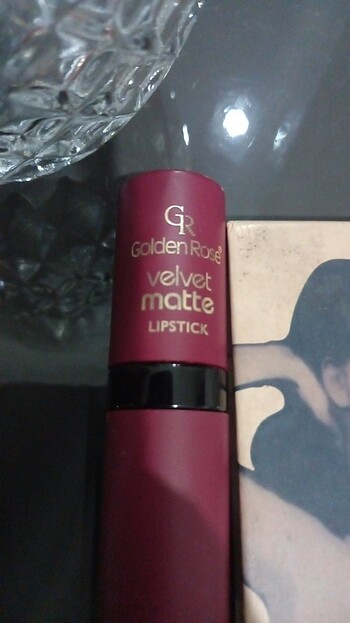 GR
Golden Rose®
velvet
matte
LIPSTICK